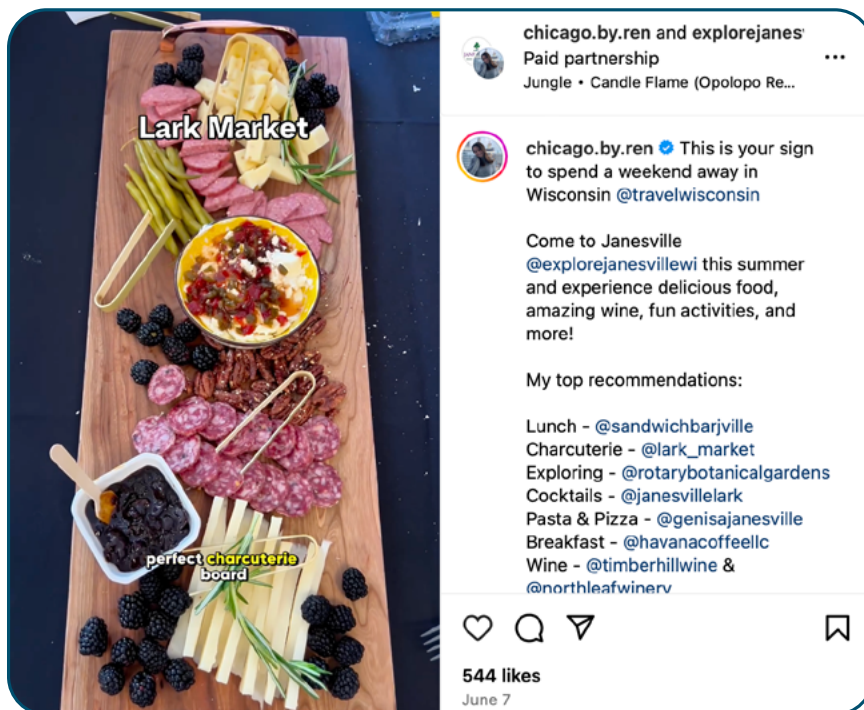 Lark Market
perfect charcuterie
board
chicago.by.ren and explorejanes
Paid partnership
Jungle • Candle Flame (Opolopo Re...
chicago.by.ren This is your sign
to spend a weekend away in
Wisconsin @travelwisconsin
Come to Janesville
@explorejanesvillewi this summer
and experience delicious food,
amazing wine, fun activities, and
more!
My top recommendations:
Lunch - @sandwichbarjville
Charcuterie - @lark_market
Exploring - @rotarybotanicalgardens
Cocktails - @janesvillelark
Pasta & Pizza - @genisajanesville
Breakfast - @havanacoffeellc
Wine - @timberhillwine &
@northleafwinery
544 likes
June 7